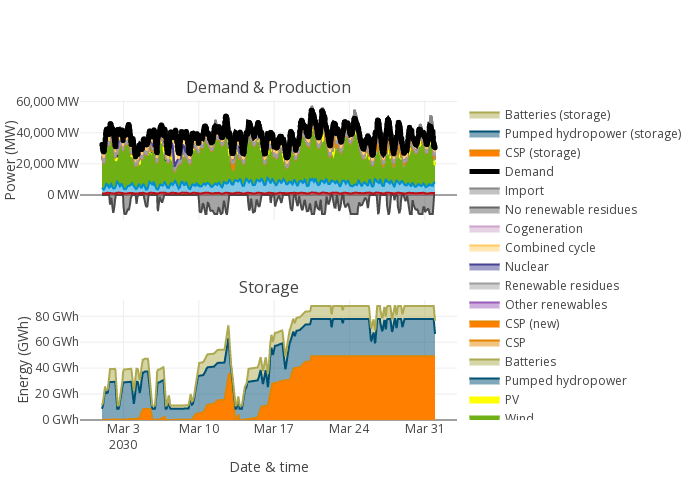 Demand & Production
60,000 MW
40,000 MW
20,000 MW
0 MW
Power (MW)
Storage
80 GWh
60 GWh
40 GWh
20 GWh
0 GWh
Energy (GWh)
Mar 3
2030
Mar 10
Mar 17
Mar 24
Mar 31
Date & time
Batteries (storage)
Pumped hydropower (storage)
CSP (storage)
Demand
Import
No renewable residues
Cogeneration
Combined cycle
Nuclear
Renewable residues
Other renewables
CSP (new)
CSP
Batteries
Pumped hydropower
PV
Wind